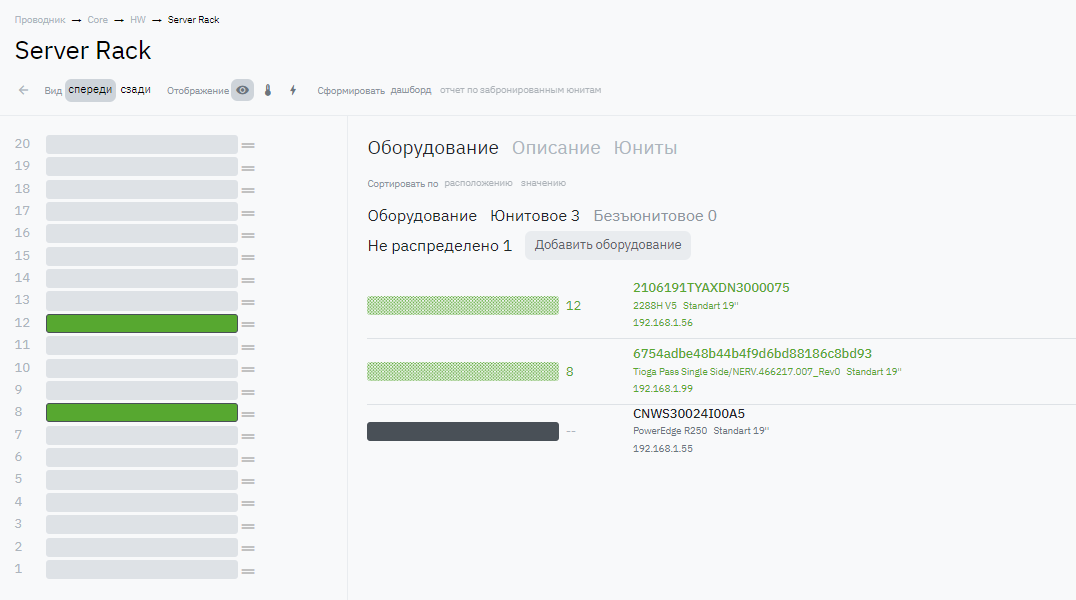 Проводник → Core → HW → Server Rack
Server Rack
← Вид спереди сзади Отображение Сформировать дашборд отчет по забронированным юнитам
20
19
18
17
16
15
14
13
12
11
10
9
8
7
6
5
4
3
2
1
Оборудование Описание Юниты
Сортировать по расположению значению
Оборудование Юнитовое 3 Безъюнитовое 0
Не распределено 1 Добавить оборудование
12
2106191TYAXDN3000075
2288H V5 Standart 19"
192.168.1.56
8
6754adbe48b44b4f9d6bd88186c8bd93
Tioga Pass Single Side/NERV.466217.007_Rev0 Standart 19"
192.168.1.99
--
CNWS30024I00A5
PowerEdge R250 Standart 19"
192.168.1.55